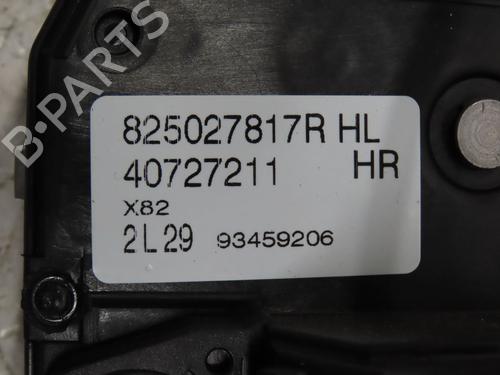 B-PARTS
825027817R HL
40727211 HR
X82
2L29 93459206